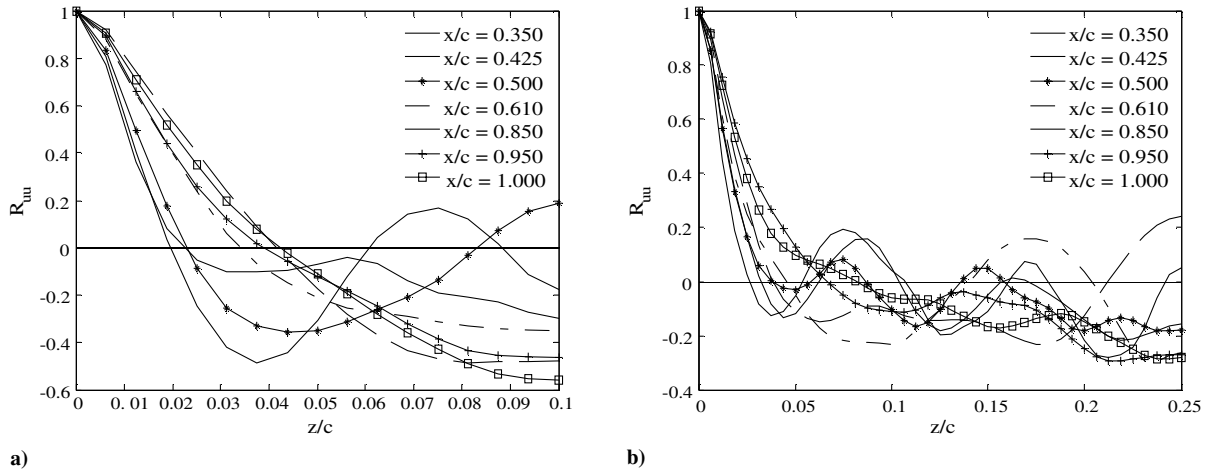 1
0.8
0.6
0.4
0.2
0
-0.2
-0.4
-0.6
R_uu
0
0. 01
0.02
0.03
0.04
0.05
0.06
0.07
0.08
0.09
0.1
z/c
x/c = 0.350
x/c = 0.425
x/c = 0.500
x/c = 0.610
x/c = 0.850
x/c = 0.950
x/c = 1.000
a)
1
0.8
0.6
0.4
0.2
0
-0.2
-0.4
R_uu
0
0.05
0.1
0.15
0.2
0.25
z/c
x/c = 0.350
x/c = 0.425
x/c = 0.500
x/c = 0.610
x/c = 0.850
x/c = 0.950
x/c = 1.000
b)